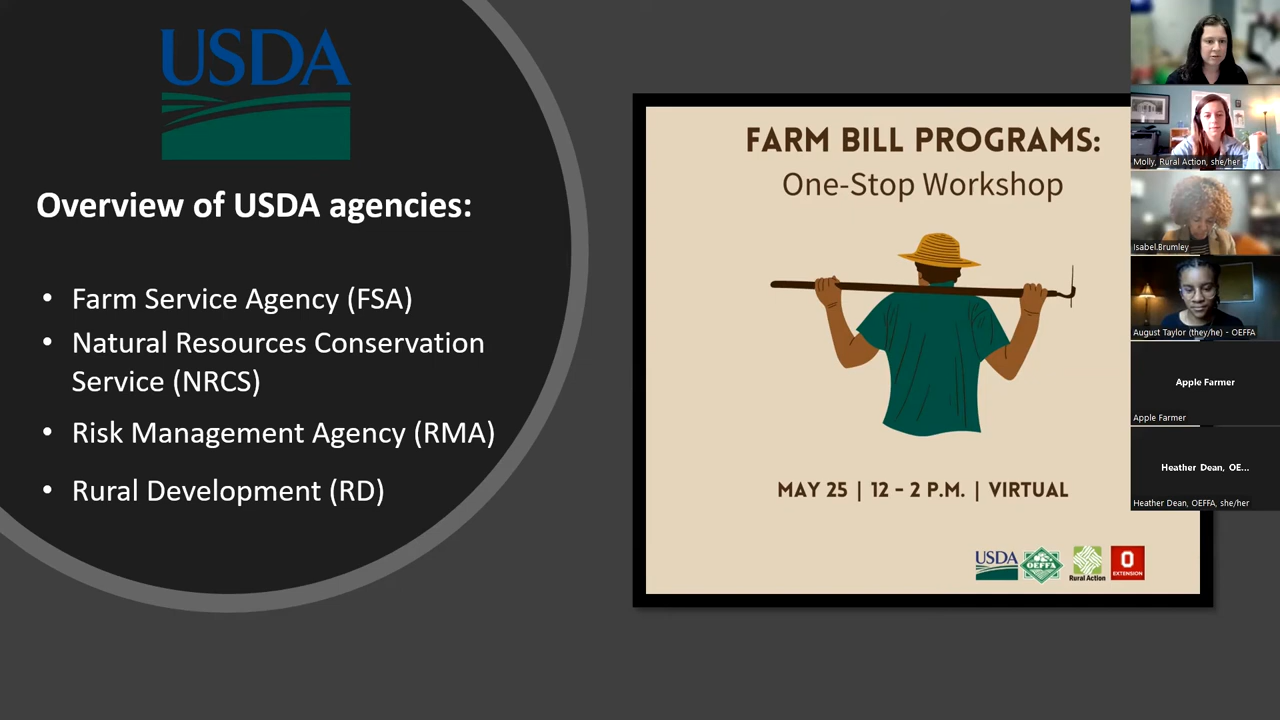 USDA
Overview of USDA agencies:
• Farm Service Agency (FSA)
• Natural Resources Conservation
Service (NRCS)
• Risk Management Agency (RMA)
• Rural Development (RD)
FARM BILL PROGRAMS:
One-Stop Workshop
MAY 25 | 12 - 2 P.M. | VIRTUAL
USDA
OEFFA
Rural Action
O
EXTENSION
Molly, Rural Action, she/her
Isabel.Brumley
August Taylor (they/he) - OEFFA
Apple Farmer
Apple Farmer
Heather Dean, OE...
Heather Dean, OEFFA, she/her